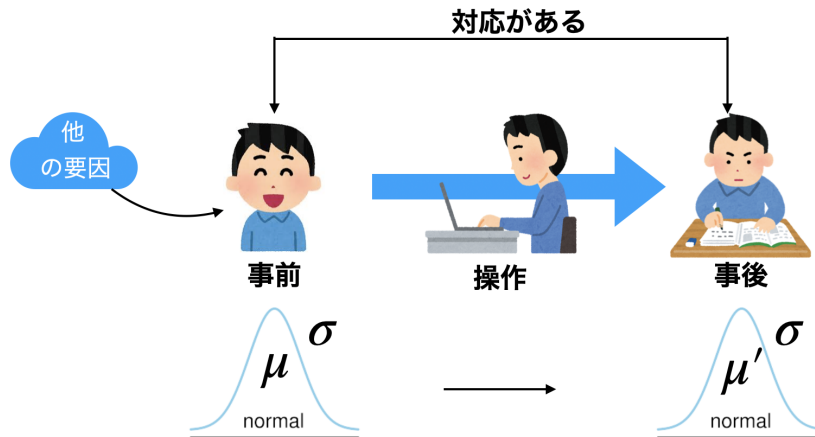 対応がある
他
の要因
事前
操作
事後
μ σ
normal
μ′ σ
normal